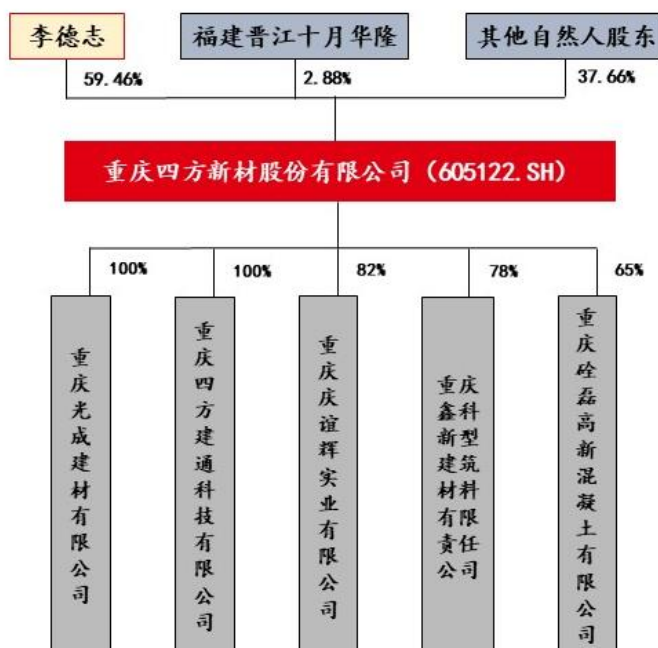 李德志
福建晋江十月华隆
其他自然人股东
59.46%
2.88%
37.66%
重庆四方新材股份有限公司（605122.SH）
100%
100%
82%
78%
65%
重庆光成建材有限公司
重庆四方建通科技有限公司
重庆庆谊辉实业有限公司
重庆
鑫科
新型
建筑
材料
有限
责任
公司
重庆砼磊高新混凝土有限公司